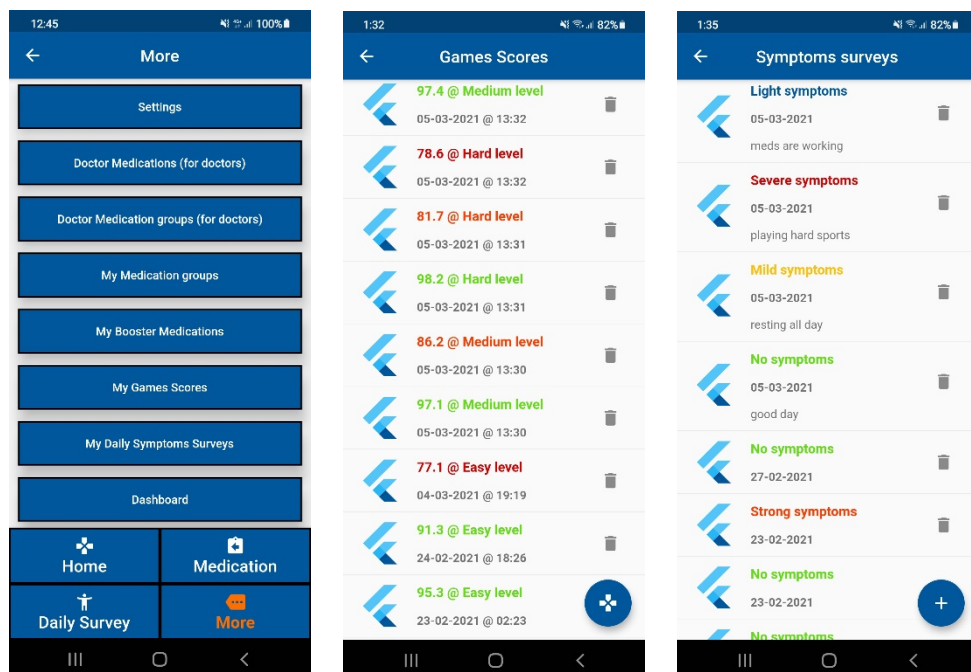 12:45
100%
More
Settings
Doctor Medications (for doctors)
Doctor Medication groups (for doctors)
My Medication groups
My Booster Medications
My Games Scores
My Daily Symptoms Surveys
Dashboard
Home
Medication
Daily Survey
More
1:32
82%
Games Scores
97.4 @ Medium level
05-03-2021 @ 13:32
78.6 @ Hard level
05-03-2021 @ 13:32
81.7 @ Hard level
05-03-2021 @ 13:31
98.2 @ Hard level
05-03-2021 @ 13:31
86.2 @ Medium level
05-03-2021 @ 13:30
97.1 @ Medium level
05-03-2021 @ 13:30
77.1 @ Easy level
04-03-2021 @ 19:19
91.3 @ Easy level
24-02-2021 @ 18:26
95.3 @ Easy level
23-02-2021 @ 02:23
1:35
82%
Symptoms surveys
Light symptoms
05-03-2021
meds are working
Severe symptoms
05-03-2021
playing hard sports
Mild symptoms
05-03-2021
resting all day
No symptoms
05-03-2021
good day
No symptoms
27-02-2021
Strong symptoms
23-02-2021
No symptoms
23-02-2021
No symptoms